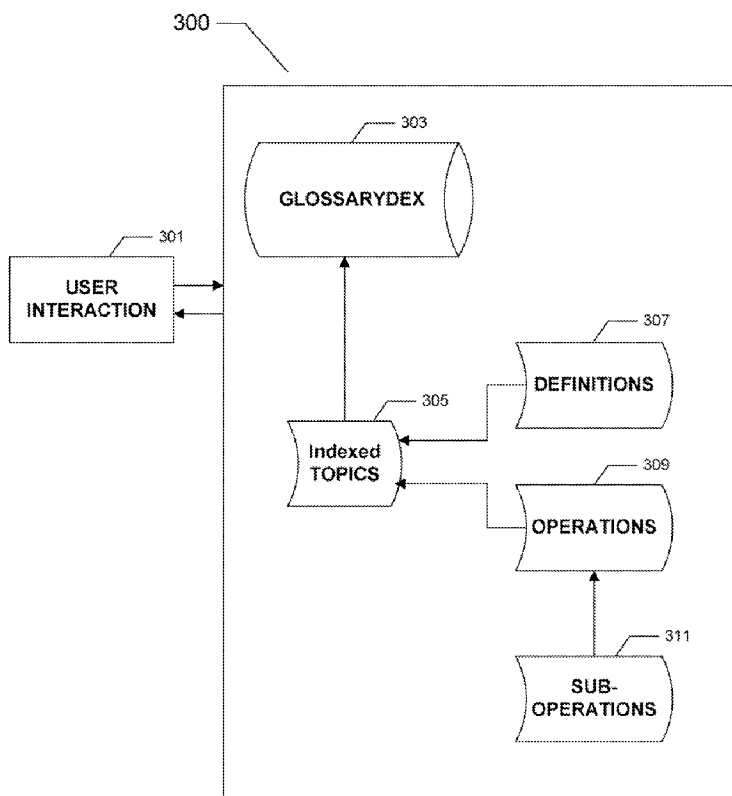 300
303
GLOSSARYDEX
301
USER
INTERACTION
307
DEFINITIONS
305
Indexed
TOPICS
309
OPERATIONS
311
SUB-
OPERATIONS